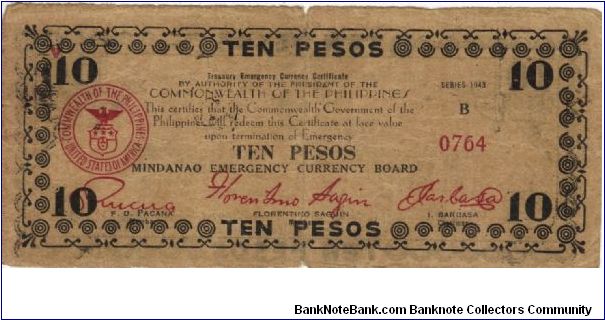 TEN PESOS
10
10
Treasury Emergency Currency Certificate
BY AUTHORITY OF THE PRESIDENT OF THE
COMMONWEALTH OF THE PHILIPPINES
SERIES 1943
This certifies that the Commonwealth Government of the
Philippines will redeem this Certificate at face value
upon termination of Emergency
B
0764
COMMONWEALTH OF THE PHILIPPINES
UNITED STATES OF AMERICA
TEN PESOS
MINDANAO EMERGENCY CURRENCY BOARD
Florentino Saguin
10
10
F. D. PACANA
FLORENTINO SAGUIN
I. BARBASA
TEN PESOS
BankNoteBank.com Banknote Collectors Community